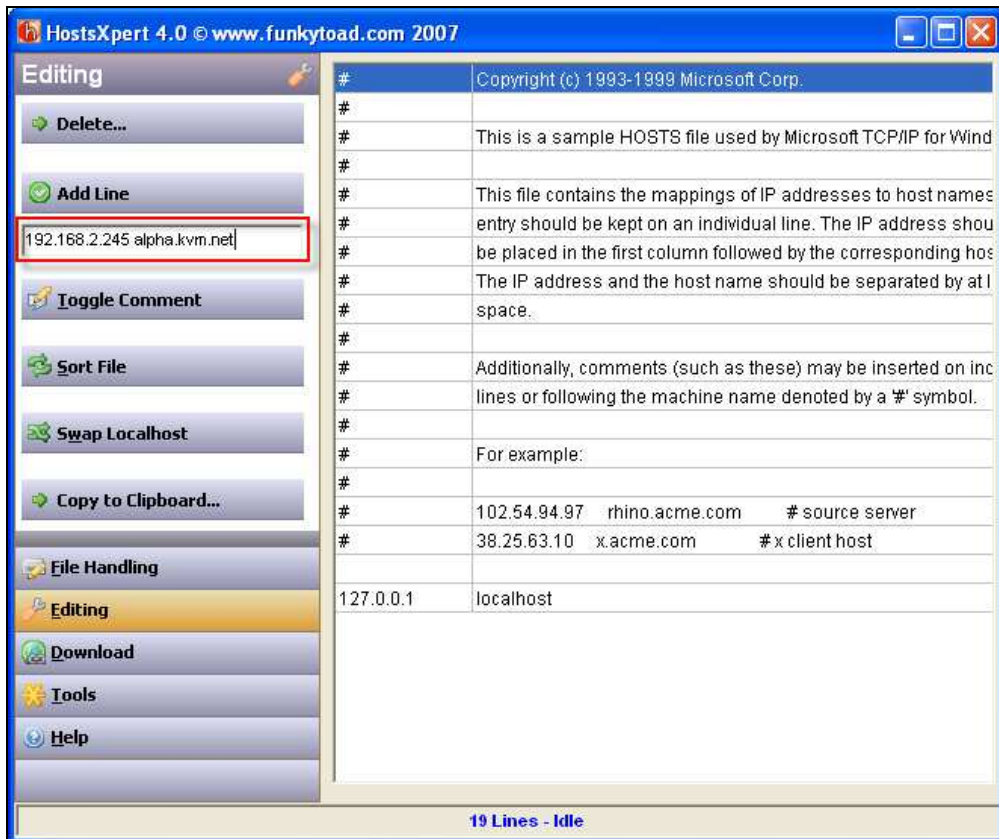 HostsXpert 4.0 © www.funkytoad.com 2007
Editing
Delete...
Add Line
192.168.2.245 alpha.kvm.net
Toggle Comment
Sort File
Swap Localhost
Copy to Clipboard...
File Handling
Editing
Download
Tools
Help
# Copyright (c) 1993-1999 Microsoft Corp.
#
# This is a sample HOSTS file used by Microsoft TCP/IP for Wind
#
# This file contains the mappings of IP addresses to host names
# entry should be kept on an individual line. The IP address shou
# be placed in the first column followed by the corresponding hos
# The IP address and the host name should be separated by at l
# space.
#
# Additionally, comments (such as these) may be inserted on ind
# lines or following the machine name denoted by a '#' symbol.
#
# For example:
#
# 102.54.94.97 rhino.acme.com # source server
# 38.25.63.10 x.acme.com # x client host
127.0.0.1 localhost
19 Lines - Idle